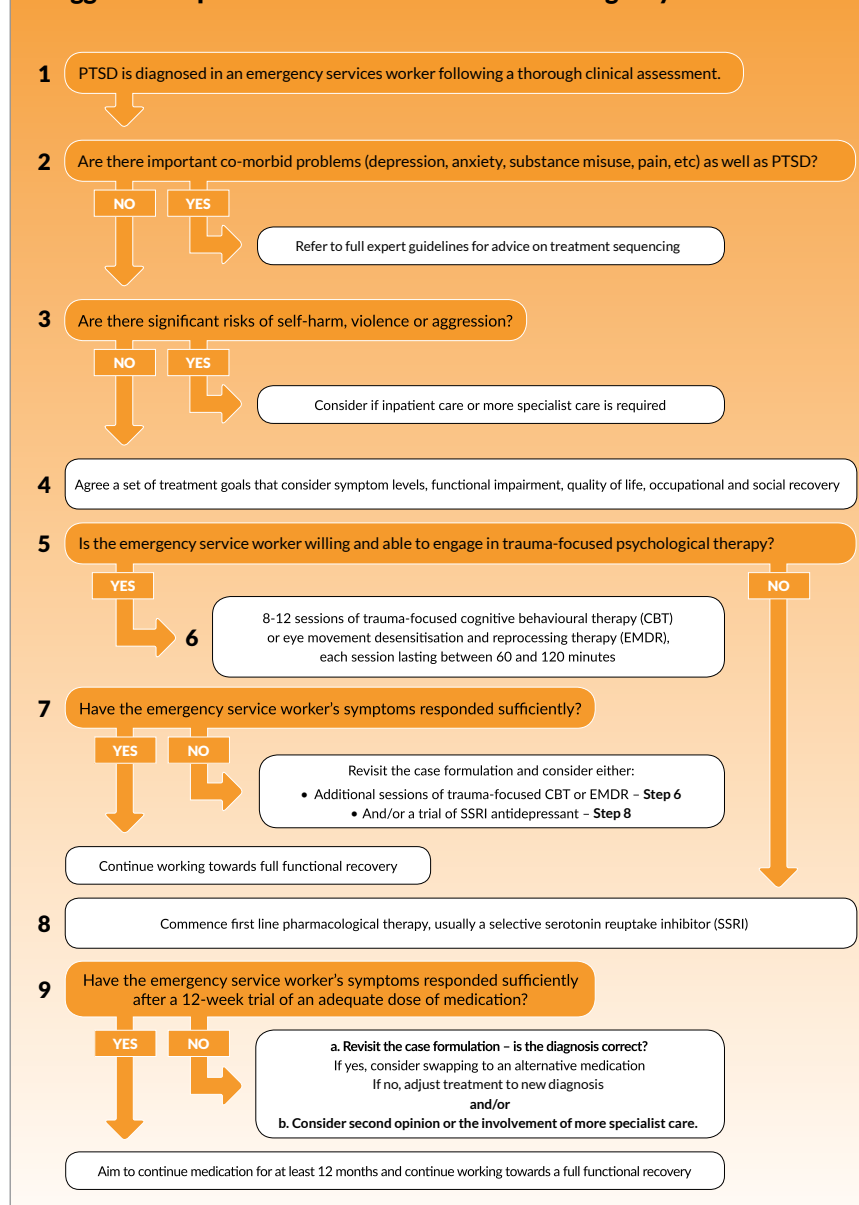 1 PTSD is diagnosed in an emergency services worker following a thorough clinical assessment.
2 Are there important co-morbid problems (depression, anxiety, substance misuse, pain, etc) as well as PTSD?
NO YES
Refer to full expert guidelines for advice on treatment sequencing
3 Are there significant risks of self-harm, violence or aggression?
NO YES
Consider if inpatient care or more specialist care is required
4 Agree a set of treatment goals that consider symptom levels, functional impairment, quality of life, occupational and social recovery
5 Is the emergency service worker willing and able to engage in trauma-focused psychological therapy?
YES NO
6 8-12 sessions of trauma-focused cognitive behavioural therapy (CBT)
or eye movement desensitisation and reprocessing therapy (EMDR),
each session lasting between 60 and 120 minutes
7 Have the emergency service worker's symptoms responded sufficiently?
YES NO
Revisit the case formulation and consider either:
• Additional sessions of trauma-focused CBT or EMDR – Step 6
• And/or a trial of SSRI antidepressant – Step 8
Continue working towards full functional recovery
8 Commence first line pharmacological therapy, usually a selective serotonin reuptake inhibitor (SSRI)
9 Have the emergency service worker's symptoms responded sufficiently
after a 12-week trial of an adequate dose of medication?
YES NO
a. Revisit the case formulation – is the diagnosis correct?
If yes, consider swapping to an alternative medication
If no, adjust treatment to new diagnosis
and/or
b. Consider second opinion or the involvement of more specialist care.
Aim to continue medication for at least 12 months and continue working towards a full functional recovery